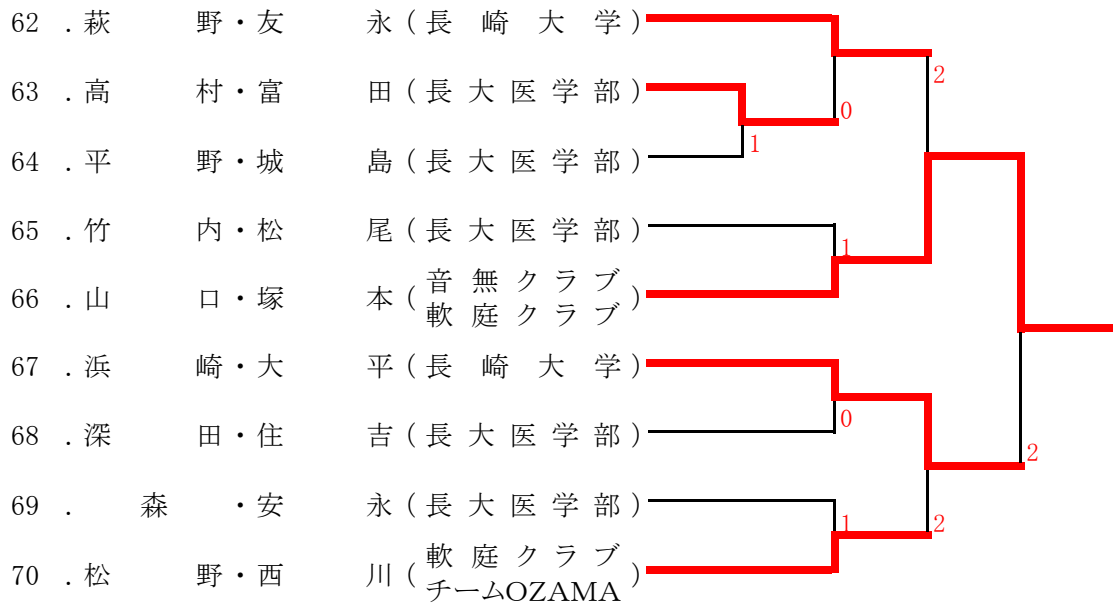 62 . 萩 野・友 永 ( 長 崎 大 学 )
2
63 . 高 村・富 田 ( 長 大 医 学 部 )
0
1
64 . 平 野・城 島 ( 長 大 医 学 部 )
65 . 竹 内・松 尾 ( 長 大 医 学 部 )
1
66 . 山 口・塚 本 ( 音 無 ク ラ ブ
軟 庭 ク ラ ブ )
67 . 浜 崎・大 平 ( 長 崎 大 学 )
0
68 . 深 田・住 吉 ( 長 大 医 学 部 )
2
69 . 森 ・安 永 ( 長 大 医 学 部 )
1
2
70 . 松 野・西 川 ( 軟 庭 ク ラ ブ
チームOZAMA )